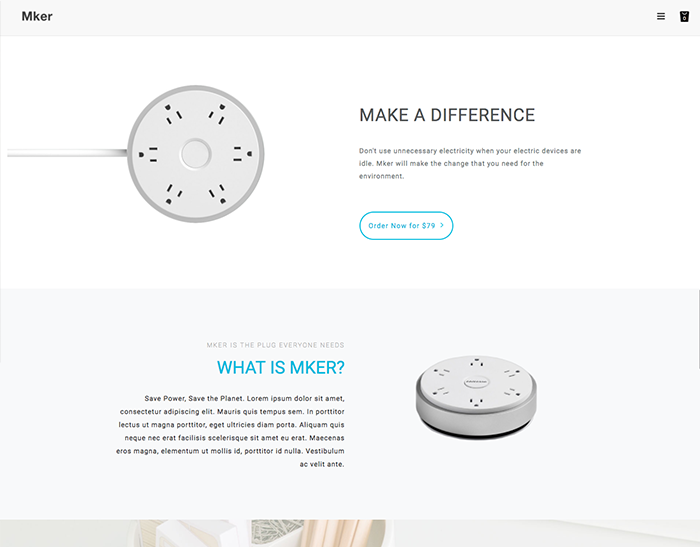 Mker
MAKE A DIFFERENCE
Don't use unnecessary electricity when your electric devices are
idle. Mker will make the change that you need for the
environment.
Order Now for $79
MKER IS THE PLUG EVERYONE NEEDS
WHAT IS MKER?
Save Power, Save the Planet. Lorem ipsum dolor sit amet,
consectetur adipiscing elit. Mauris quis tempus sem. In porttitor
lectus ut magna porttitor, eget ultricies diam porta. Aliquam quis
neque nec erat facilisis scelerisque sit amet eu erat. Maecenas
eros magna, elementum ut mollis id, porttitor id nulla. Vestibulum
ac velit ante.